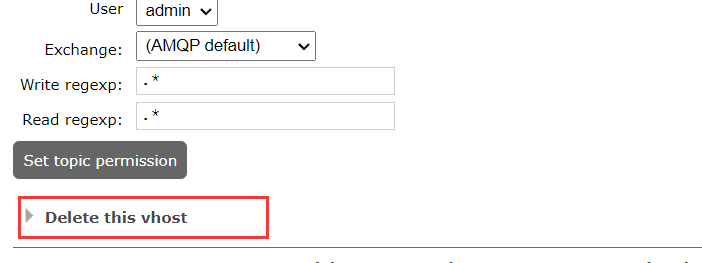 User admin
Exchange: (AMQP default)
Write regexp: .*
Read regexp: .*
Set topic permission
Delete this vhost